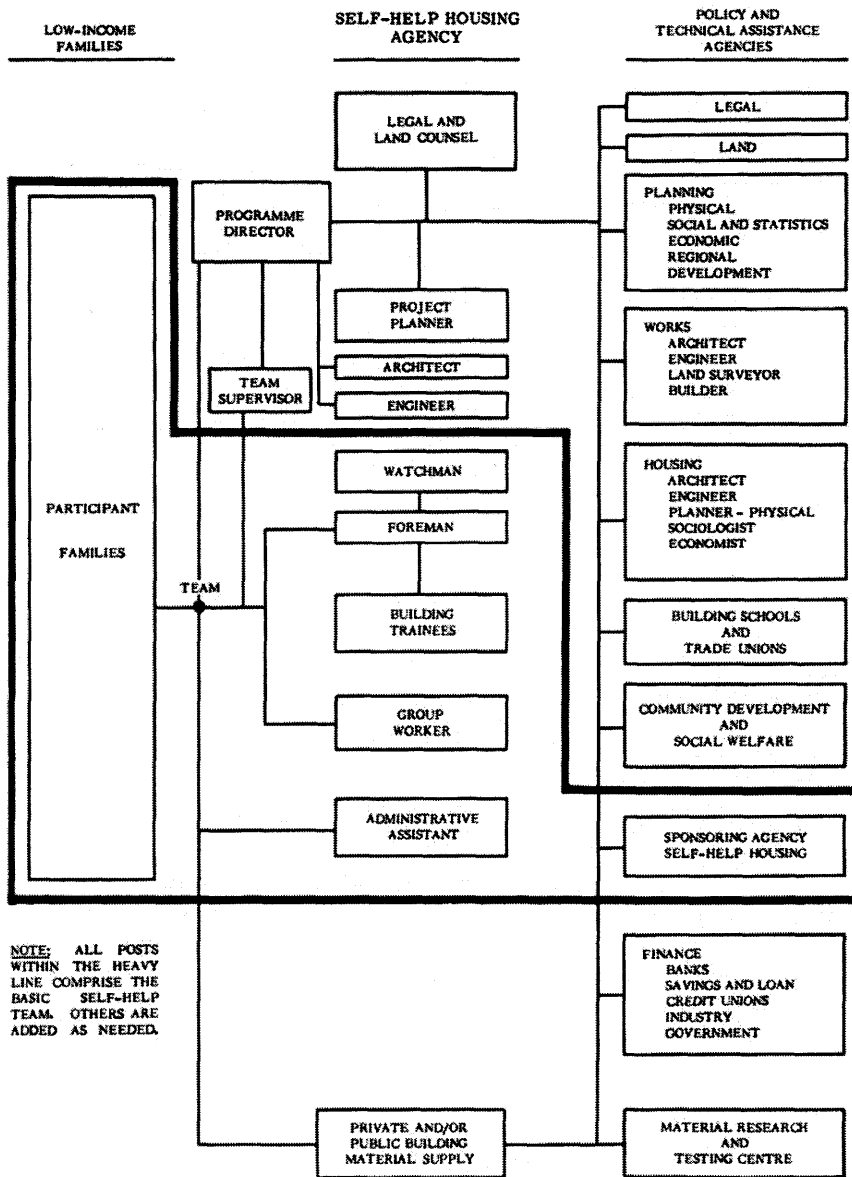 LOW-INCOME
FAMILIES
SELF-HELP HOUSING
AGENCY
POLICY AND
TECHNICAL ASSISTANCE
AGENCIES
LEGAL AND
LAND COUNSEL
PROGRAMME
DIRECTOR
PROJECT
PLANNER
ARCHITECT
ENGINEER
TEAM
SUPERVISOR
WATCHMAN
FOREMAN
BUILDING
TRAINEES
GROUP
WORKER
ADMINISTRATIVE
ASSISTANT
PARTICIPANT
FAMILIES
TEAM
LEGAL
LAND
PLANNING
PHYSICAL
SOCIAL AND STATISTICS
ECONOMIC
REGIONAL
DEVELOPMENT
WORKS
ARCHITECT
ENGINEER
LAND SURVEYOR
BUILDER
HOUSING
ARCHITECT
ENGINEER
PLANNER - PHYSICAL
SOCIOLOGIST
ECONOMIST
BUILDING SCHOOLS
AND
TRADE UNIONS
COMMUNITY DEVELOPMENT
AND
SOCIAL WELFARE
SPONSORING AGENCY
SELF-HELP HOUSING
FINANCE
BANKS
SAVINGS AND LOAN
CREDIT UNIONS
INDUSTRY
GOVERNMENT
NOTE: ALL POSTS
WITHIN THE HEAVY
LINE COMPRISE THE
BASIC SELF-HELP
TEAM. OTHERS ARE
ADDED AS NEEDED.
PRIVATE AND/OR
PUBLIC BUILDING
MATERIAL SUPPLY
MATERIAL RESEARCH
AND
TESTING CENTRE